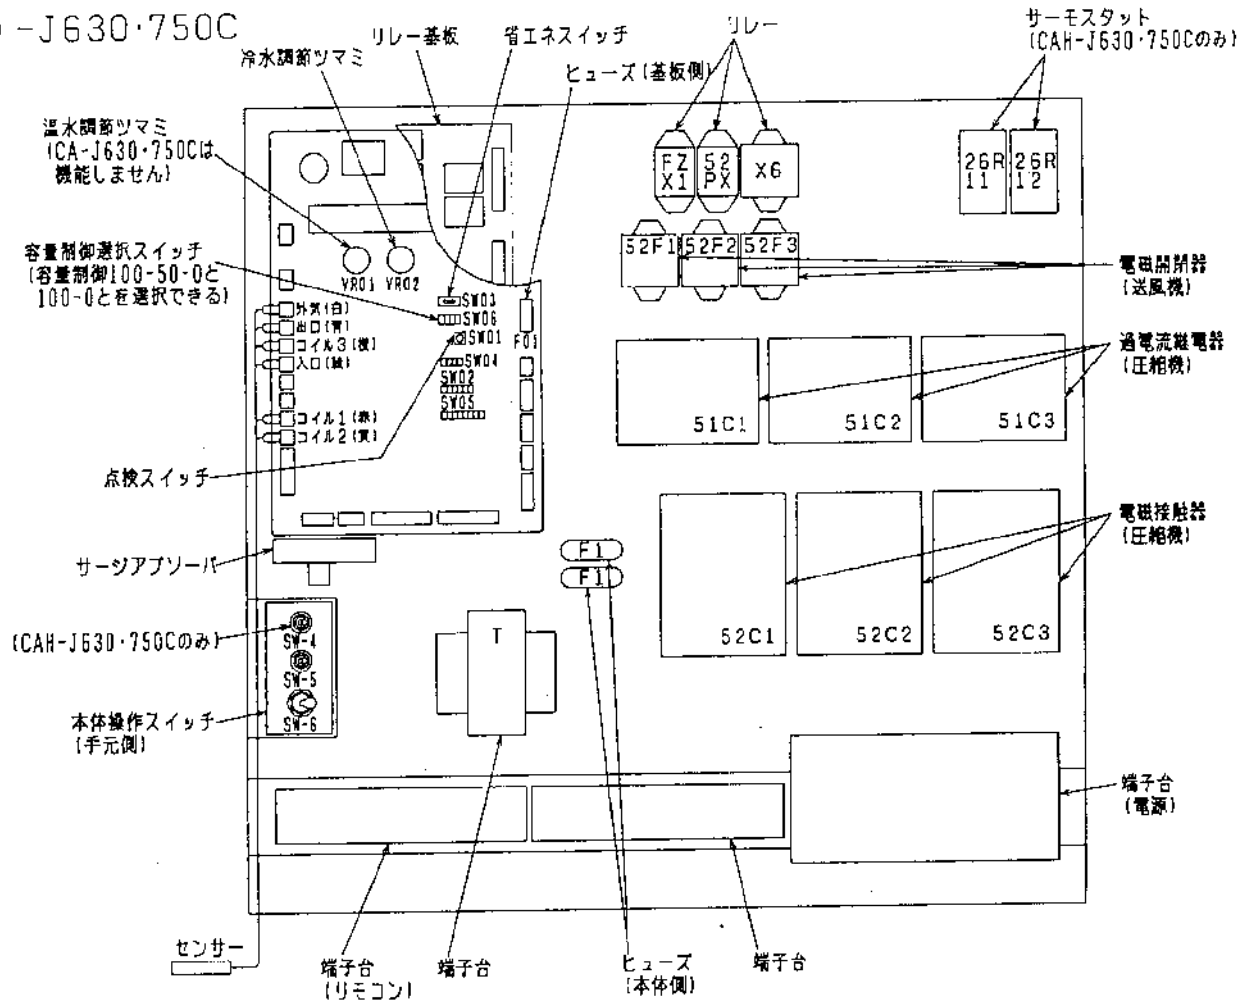 -J630·750C
リレー基板
省エネスイッチ
リレー
サーモスタット
(CAH-J630·750Cのみ)
冷水調節ツマミ
ヒューズ(基板側)
温水調節ツマミ
(CA-J630·750Cは
機能しません)
FZ
X1
52
PX
X6
26R
11
26R
12
容量制御選択スイッチ
(容量制御100-50-0と
100-0とを選択できる)
52F1
52F2
52F3
電磁開閉器
(送風機)
VR01
VR02
SW03
SW06
SW01
F01
SW04
SW02
SW05
外気(白)
出口(青)
コイル3(橙)
入口(緑)
コイル1(赤)
コイル2(黄)
過電流継電器
(圧縮機)
51C1
51C2
51C3
点検スイッチ
電磁接触器
(圧縮機)
サージアブソーバ
F1
F1
52C1
52C2
52C3
(CAH-J630·750Cのみ)
SW-4
SW-5
SW-6
T
本体操作スイッチ
(手元側)
端子台
(電源)
センサー
端子台
(リモコン)
端子台
ヒューズ
(本体側)
端子台